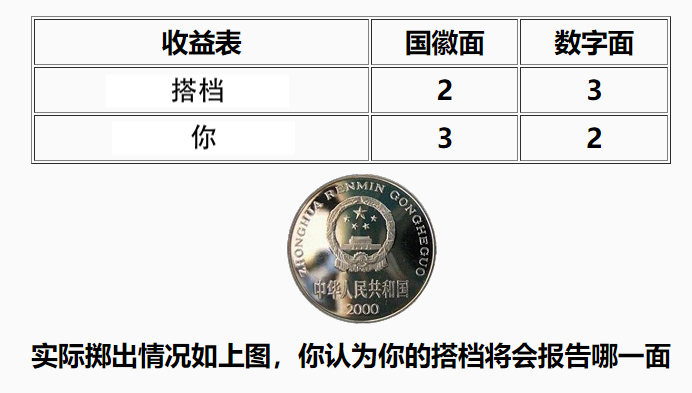 收益表 国徽面 数字面
搭档 2 3
你 3 2
ZHONGHUA RENMIN GONGHEGUO
中华人民共和国
2000
实际掷出情况如上图，你认为你的搭档将会报告哪一面